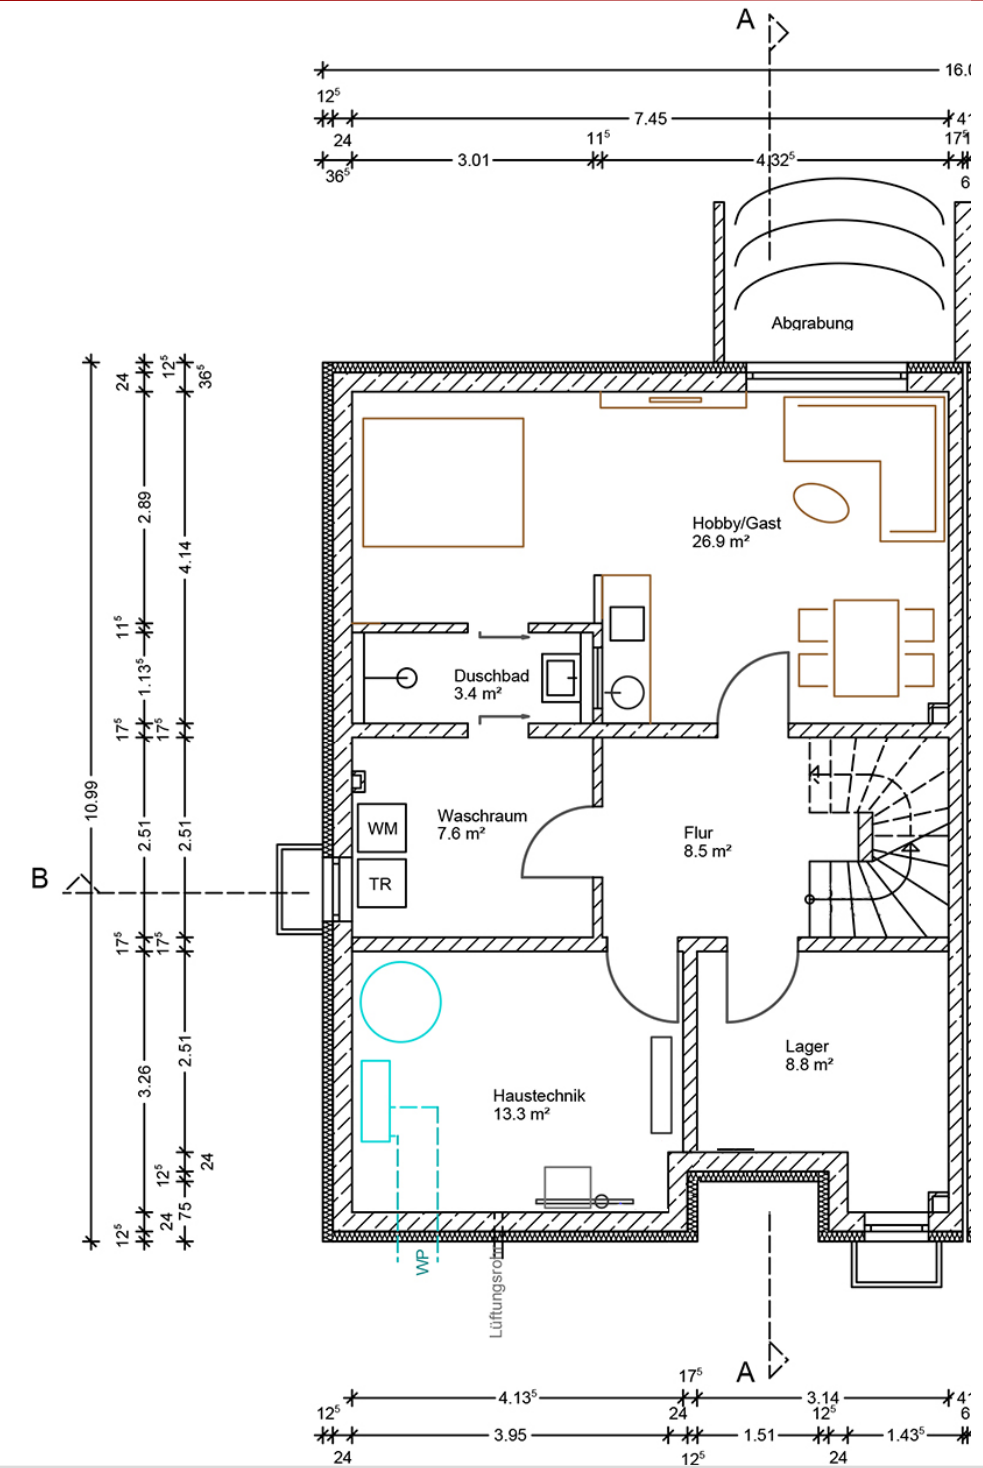 A
16.0
12⁵
7.45
41
24
11⁵
17⁵
3.01
4.32⁵
36⁵
6
Abgrabung
24
12⁵
36⁵
2.89
4.14
Hobby/Gast
26.9 m²
11⁵
1.13⁵
Duschbad
3.4 m²
17⁵
17⁵
10.99
2.51
2.51
WM
Waschraum
7.6 m²
Flur
8.5 m²
B
TR
17⁵
17⁵
3.26
2.51
Lager
8.8 m²
Haustechnik
13.3 m²
24
12⁵
75
24
12⁵
WP
Lüftungsrohr
A
17⁵
4.13⁵
3.14
41
12⁵
24
12⁵
6
3.95
1.51
1.43⁵
24
12⁵
24